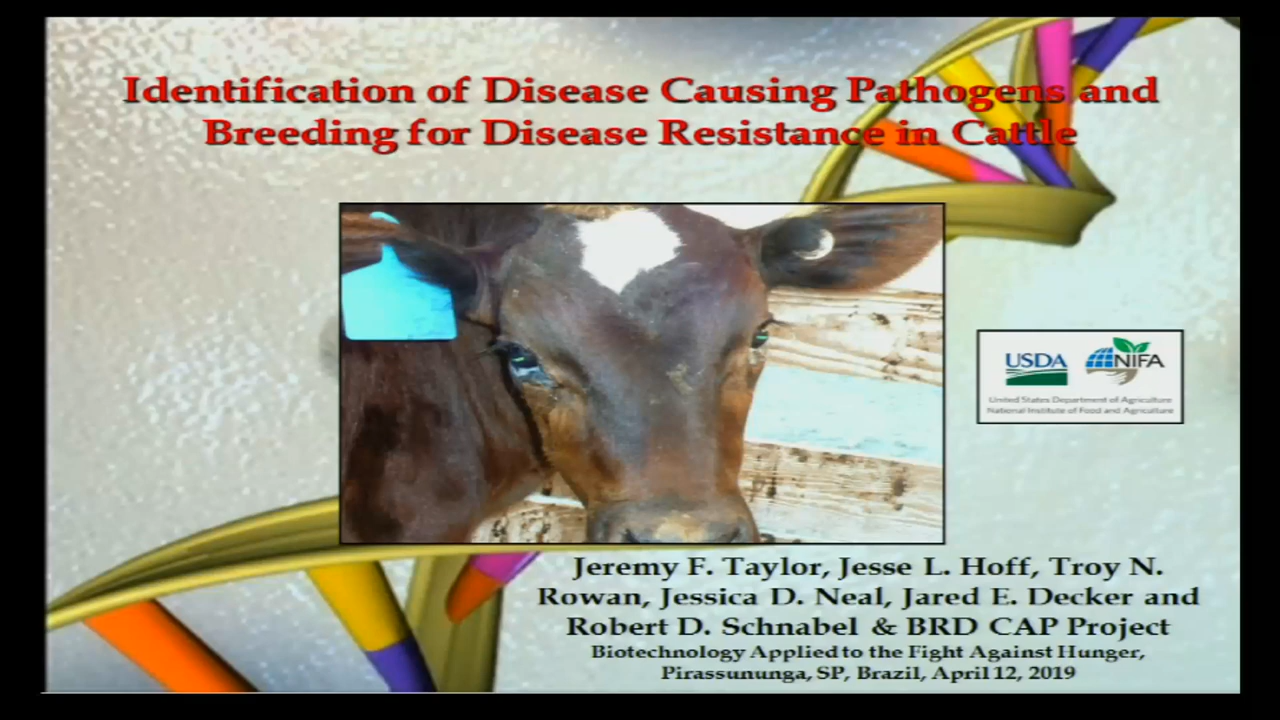 Identification of Disease Causing Pathogens and
Breeding for Disease Resistance in Cattle
USDA
NIFA
United States Department of Agriculture
National Institute of Food and Agriculture
Jeremy F. Taylor, Jesse L. Hoff, Troy N.
Rowan, Jessica D. Neal, Jared E. Decker and
Robert D. Schnabel & BRD CAP Project
Biotechnology Applied to the Fight Against Hunger,
Pirassununga, SP, Brazil, April 12, 2019